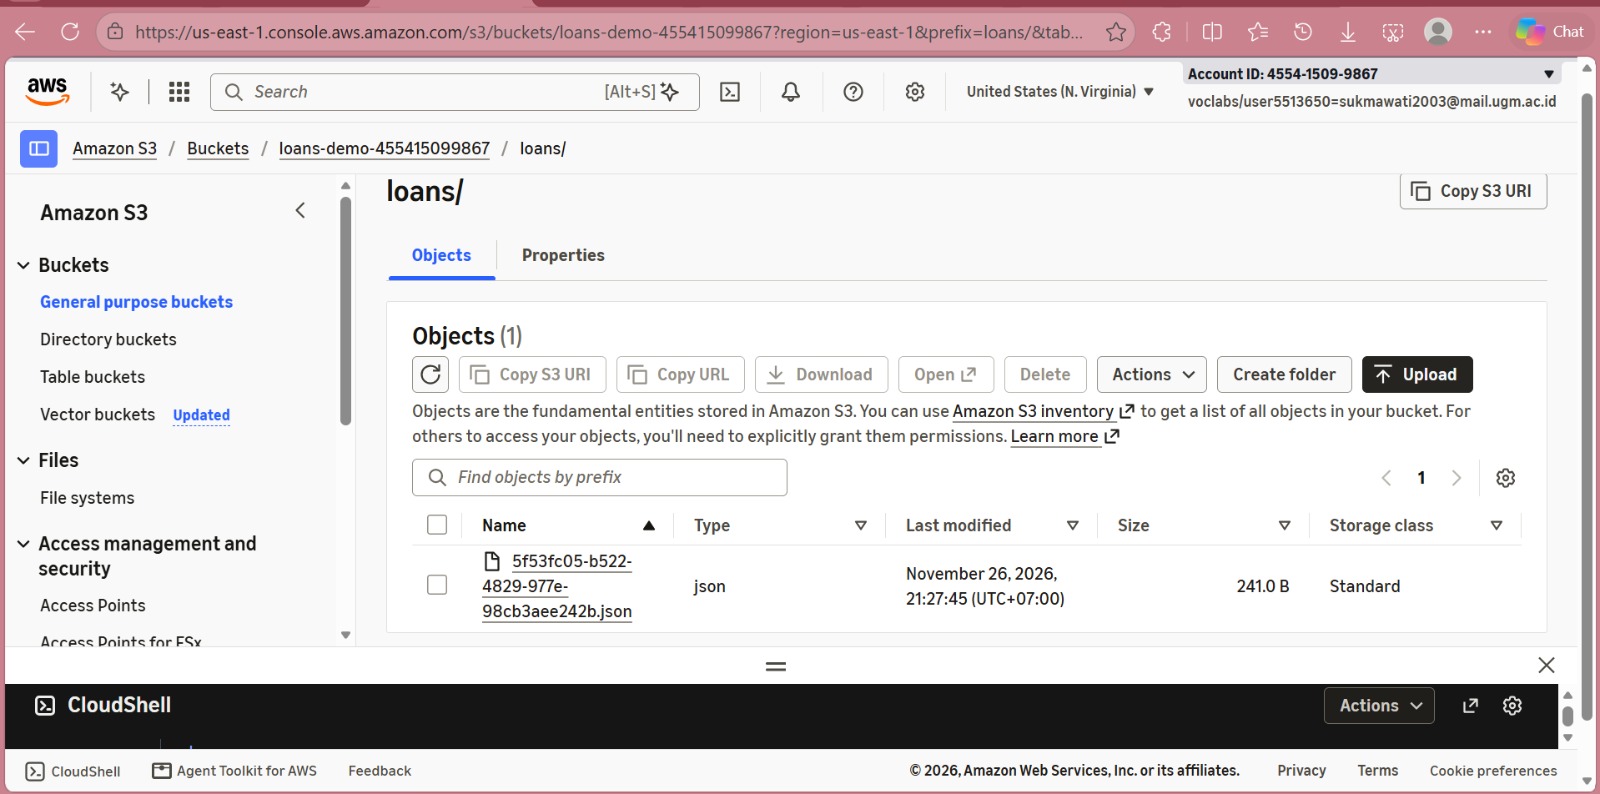 https://us-east-1.console.aws.amazon.com/s3/buckets/loans-demo-455415099867?region=us-east-1&prefix=loans/&tab...
Chat
aws
Search
[Alt+S]
United States (N. Virginia)
Account ID: 4554-1509-9867
voclabs/user5513650=sukmawati2003@mail.ugm.ac.id
Amazon S3 / Buckets / loans-demo-455415099867 / loans/
Amazon S3
Buckets
General purpose buckets
Directory buckets
Table buckets
Vector buckets Updated
Files
File systems
Access management and
security
Access Points
Access Points for FSx
loans/
Copy S3 URI
Objects
Properties
Objects (1)
Copy S3 URI
Copy URL
Download
Open
Delete
Actions
Create folder
Upload
Objects are the fundamental entities stored in Amazon S3. You can use Amazon S3 inventory to get a list of all objects in your bucket. For
others to access your objects, you'll need to explicitly grant them permissions. Learn more
Find objects by prefix
1
Name
Type
Last modified
Size
Storage class
5f53fc05-b522-
4829-977e-
98cb3aee242b.json
json
November 26, 2026,
21:27:45 (UTC+07:00)
241.0 B
Standard
CloudShell
Actions
CloudShell
Agent Toolkit for AWS
Feedback
© 2026, Amazon Web Services, Inc. or its affiliates.
Privacy
Terms
Cookie preferences